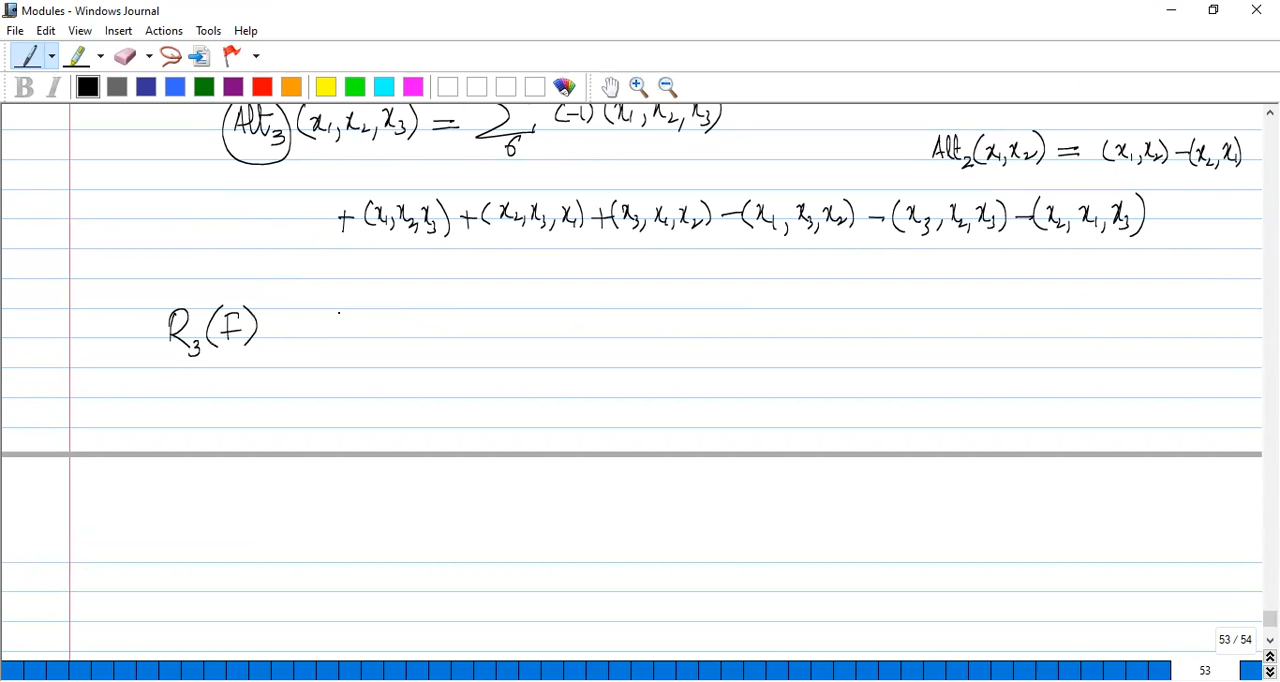 Modules - Windows Journal
File Edit View Insert Actions Tools Help
B I
Alt₃ (x₁, x₂, x₃) = Σ (-1) (x₁, x₂, x₃)
6
Alt₂(x₁,x₂) = (x₁,x₂) - (x₂,x₁)
+ (x₁,x₂,x₃) + (x₂,x₃,x₁) + (x₃,x₁,x₂) - (x₁,x₃,x₂) - (x₃,x₂,x₁) - (x₂,x₁,x₃)
R₃(F)
53 / 54
53